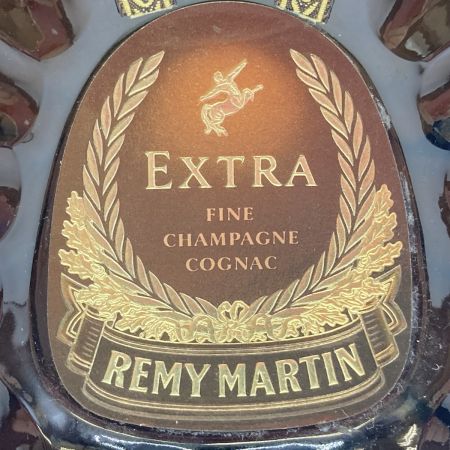 EXTRA
FINE
CHAMPAGNE
COGNAC
REMY MARTIN